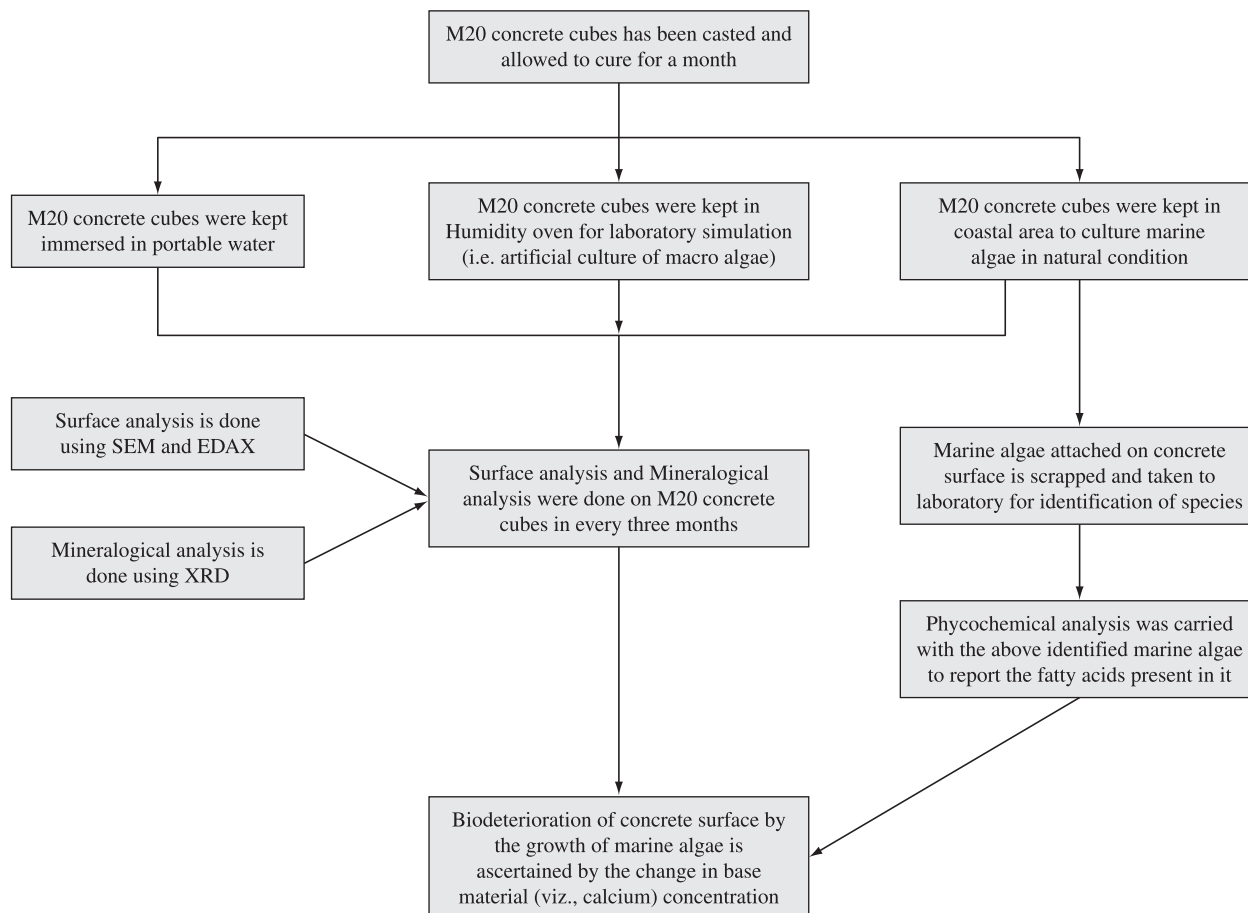 M20 concrete cubes has been casted and
allowed to cure for a month
M20 concrete cubes were kept
immersed in portable water
M20 concrete cubes were kept in
Humidity oven for laboratory simulation
(i.e. artificial culture of macro algae)
M20 concrete cubes were kept in
coastal area to culture marine
algae in natural condition
Surface analysis is done
using SEM and EDAX
Mineralogical analysis is
done using XRD
Surface analysis and Mineralogical
analysis were done on M20 concrete
cubes in every three months
Marine algae attached on concrete
surface is scrapped and taken to
laboratory for identification of species
Phycochemical analysis was carried
with the above identified marine algae
to report the fatty acids present in it
Biodeterioration of concrete surface by
the growth of marine algae is
ascertained by the change in base
material (viz., calcium) concentration